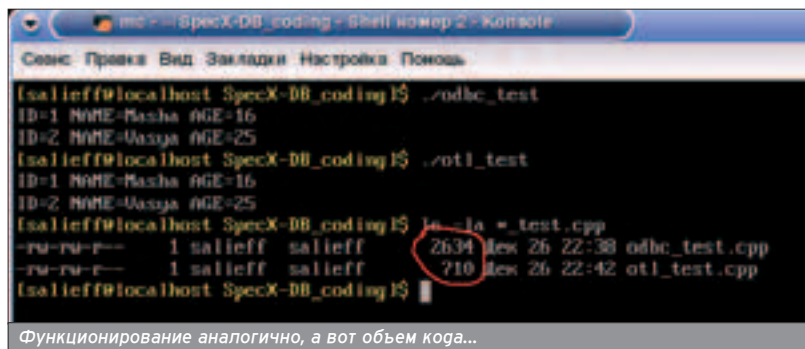 mc - ~/SpecX-DB_coding - Shell номер 2 - Konsole
Сеанс Правка Вид Закладки Настройка Помощь
[salieff@localhost SpecX-DB_coding]$ ./odbc_test
ID=1 NAME=Masha AGE=16
ID=2 NAME=Vasya AGE=25
[salieff@localhost SpecX-DB_coding]$ ./otl_test
ID=1 NAME=Masha AGE=16
ID=2 NAME=Vasya AGE=25
[salieff@localhost SpecX-DB_coding]$ ls -la *_test.cpp
-rw-rw-r-- 1 salieff salieff 2634 Дек 26 22:38 odbc_test.cpp
-rw-rw-r-- 1 salieff salieff 710 Дек 26 22:42 otl_test.cpp
[salieff@localhost SpecX-DB_coding]$
Функционирование аналогично, а вот объем кода...